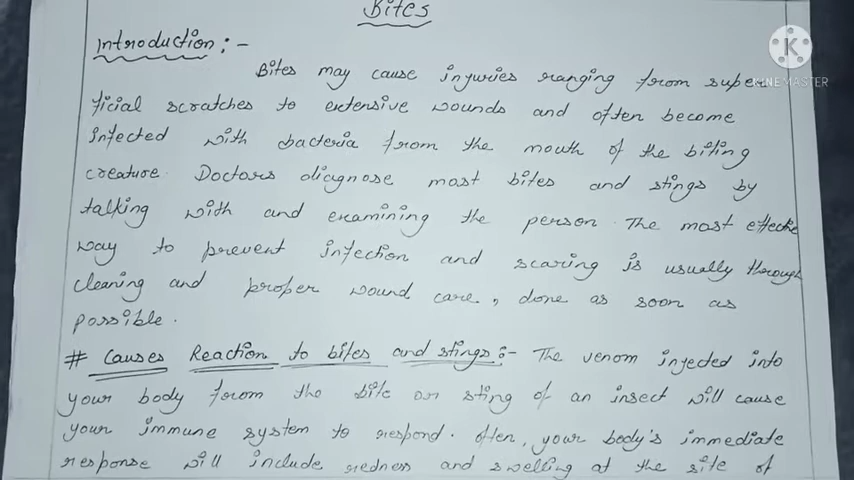 Bites
Introduction :-
Bites may cause injuries ranging from super
ficial scratches to extensive wounds and often become
infected with bacteria from the mouth of the biting
creature. Doctors diagnose most bites and stings by
talking with and examining the person. The most effective
way to prevent infection and scaring is usually through
cleaning and proper wound care, done as soon as
possible.
# Causes Reaction to bites and stings :- The venom injected into
your body from the bite or sting of an insect will cause
your immune system to respond. Often, your body's immediate
response will include redness and swelling at the site of
K
KINEMASTER